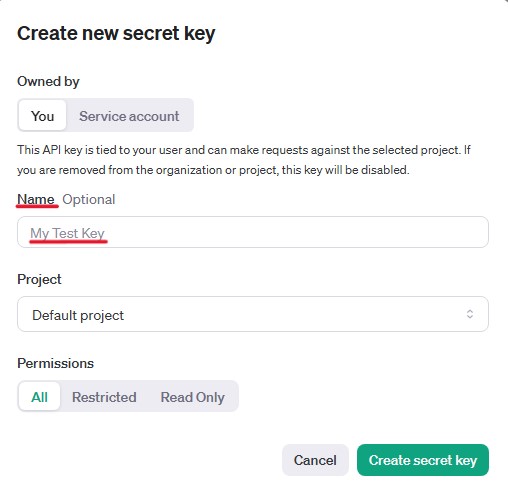 Create new secret key
Owned by
You Service account
This API key is tied to your user and can make requests against the selected project. If
you are removed from the organization or project, this key will be disabled.
Name Optional
My Test Key
Project
Default project
Permissions
All Restricted Read Only
Cancel Create secret key